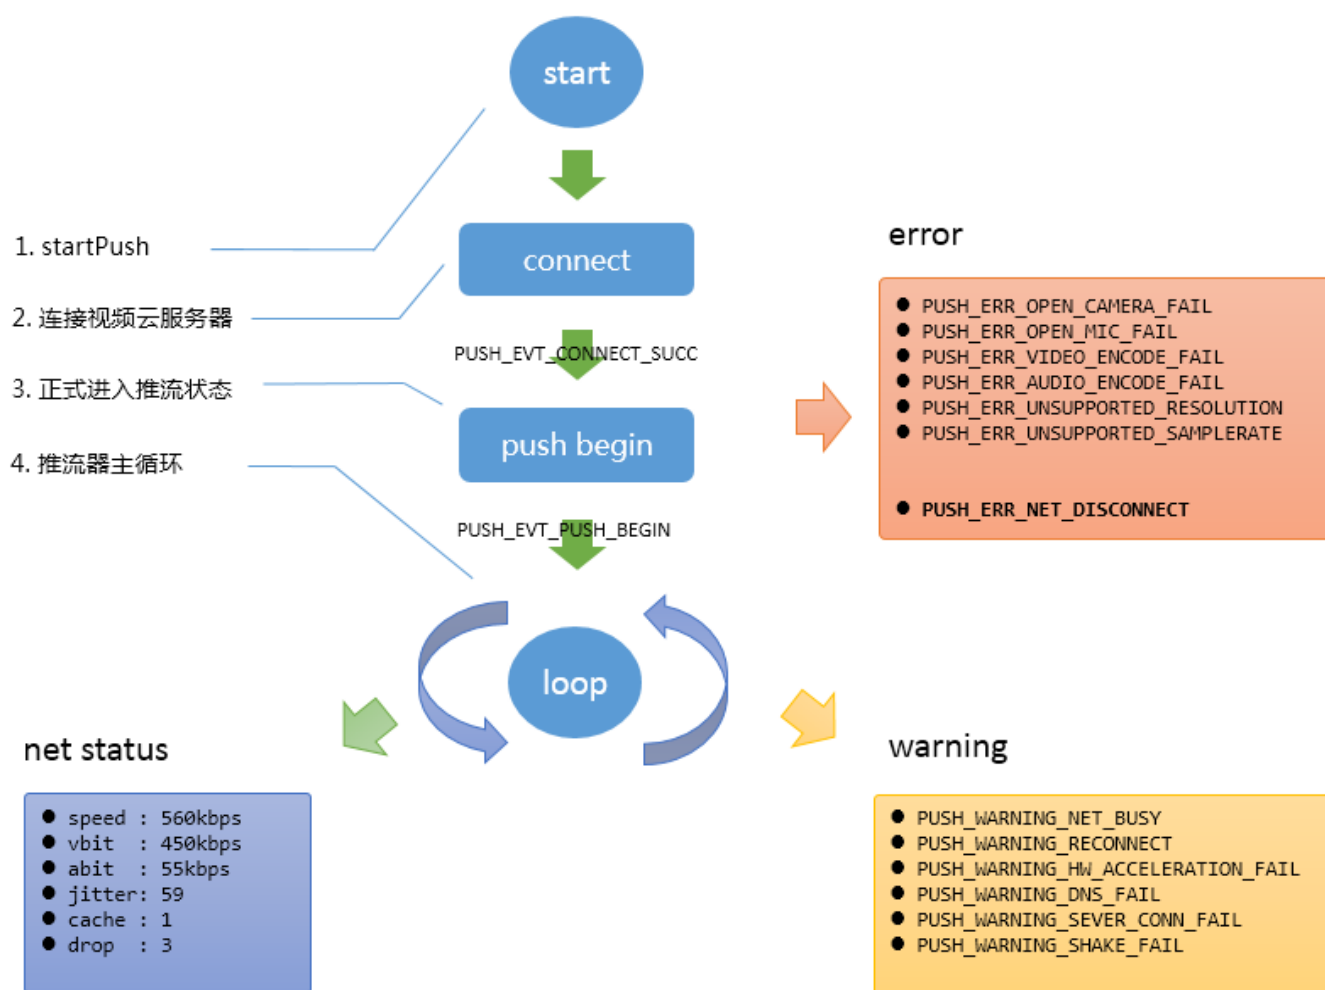 start
1. startPush
connect
2. 连接视频云服务器
PUSH_EVT_CONNECT_SUCC
3. 正式进入推流状态
push begin
4. 推流器主循环
PUSH_EVT_PUSH_BEGIN
loop
error
● PUSH_ERR_OPEN_CAMERA_FAIL
● PUSH_ERR_OPEN_MIC_FAIL
● PUSH_ERR_VIDEO_ENCODE_FAIL
● PUSH_ERR_AUDIO_ENCODE_FAIL
● PUSH_ERR_UNSUPPORTED_RESOLUTION
● PUSH_ERR_UNSUPPORTED_SAMPLERATE
● PUSH_ERR_NET_DISCONNECT
net status
● speed : 560kbps
● vbit : 450kbps
● abit : 55kbps
● jitter: 59
● cache : 1
● drop : 3
warning
● PUSH_WARNING_NET_BUSY
● PUSH_WARNING_RECONNECT
● PUSH_WARNING_HW_ACCELERATION_FAIL
● PUSH_WARNING_DNS_FAIL
● PUSH_WARNING_SEVER_CONN_FAIL
● PUSH_WARNING_SHAKE_FAIL